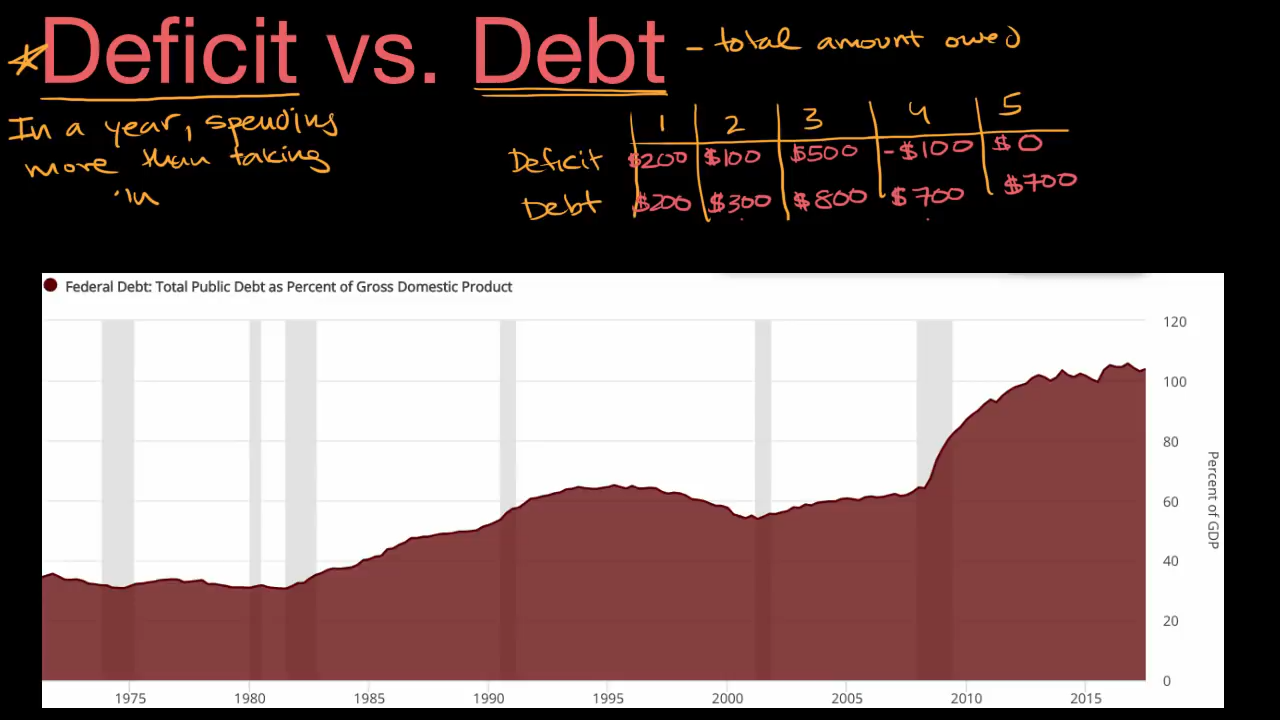 Deficit vs. Debt - total amount owed
In a year, spending
more than taking
in
1 2 3 4 5
Deficit $200 $100 $500 -$100 $0
Debt $200 $300 $800 $700 $700
Federal Debt: Total Public Debt as Percent of Gross Domestic Product
120
100
80
60
40
20
0
Percent of GDP
1975 1980 1985 1990 1995 2000 2005 2010 2015